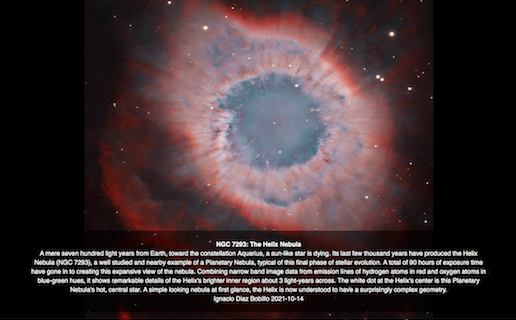 NGC 7293: The Helix Nebula
A mere seven hundred light years from Earth, toward the constellation Aquarius, a sun-like star is dying. Its last few thousand years have produced the Helix
Nebula (NGC 7293), a well studied and nearby example of a Planetary Nebula, typical of this final phase of stellar evolution. A total of 90 hours of exposure time
have gone in to creating this expansive view of the nebula. Combining narrow band image data from emission lines of hydrogen atoms in red and oxygen atoms in
blue-green hues, it shows remarkable details of the Helix's brighter inner region about 3 light-years across. The white dot at the Helix's center is this Planetary
Nebula's hot, central star. A simple looking nebula at first glance, the Helix is now understood to have a surprisingly complex geometry.
Ignacio Diaz Bobillo 2021-10-14